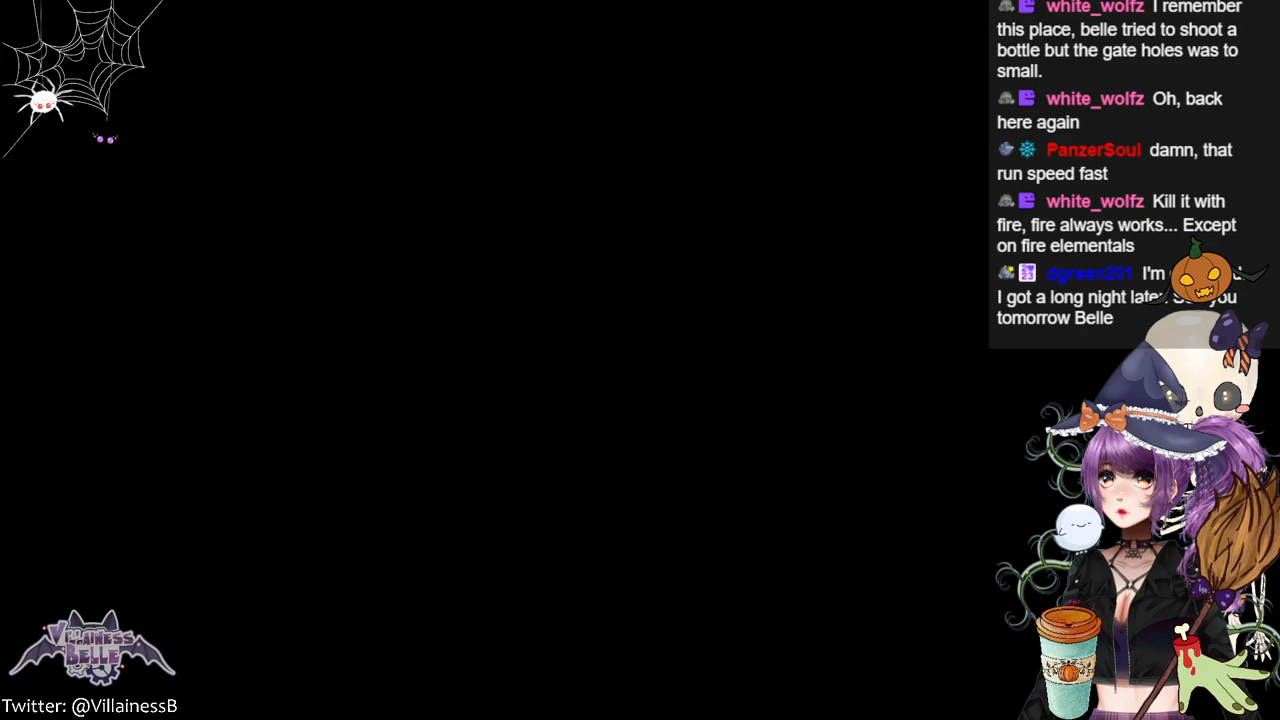 white_wolfz I remember
this place, belle tried to shoot a
bottle but the gate holes was to
small.
white_wolfz Oh, back
here again
PanzerSoul damn, that
run speed fast
white_wolfz Kill it with
fire, fire always works... Except
on fire elementals
dgreen201 I'm
I got a long night later you
tomorrow Belle
VILLAINESS
BELLE
Twitter: @VillainessB